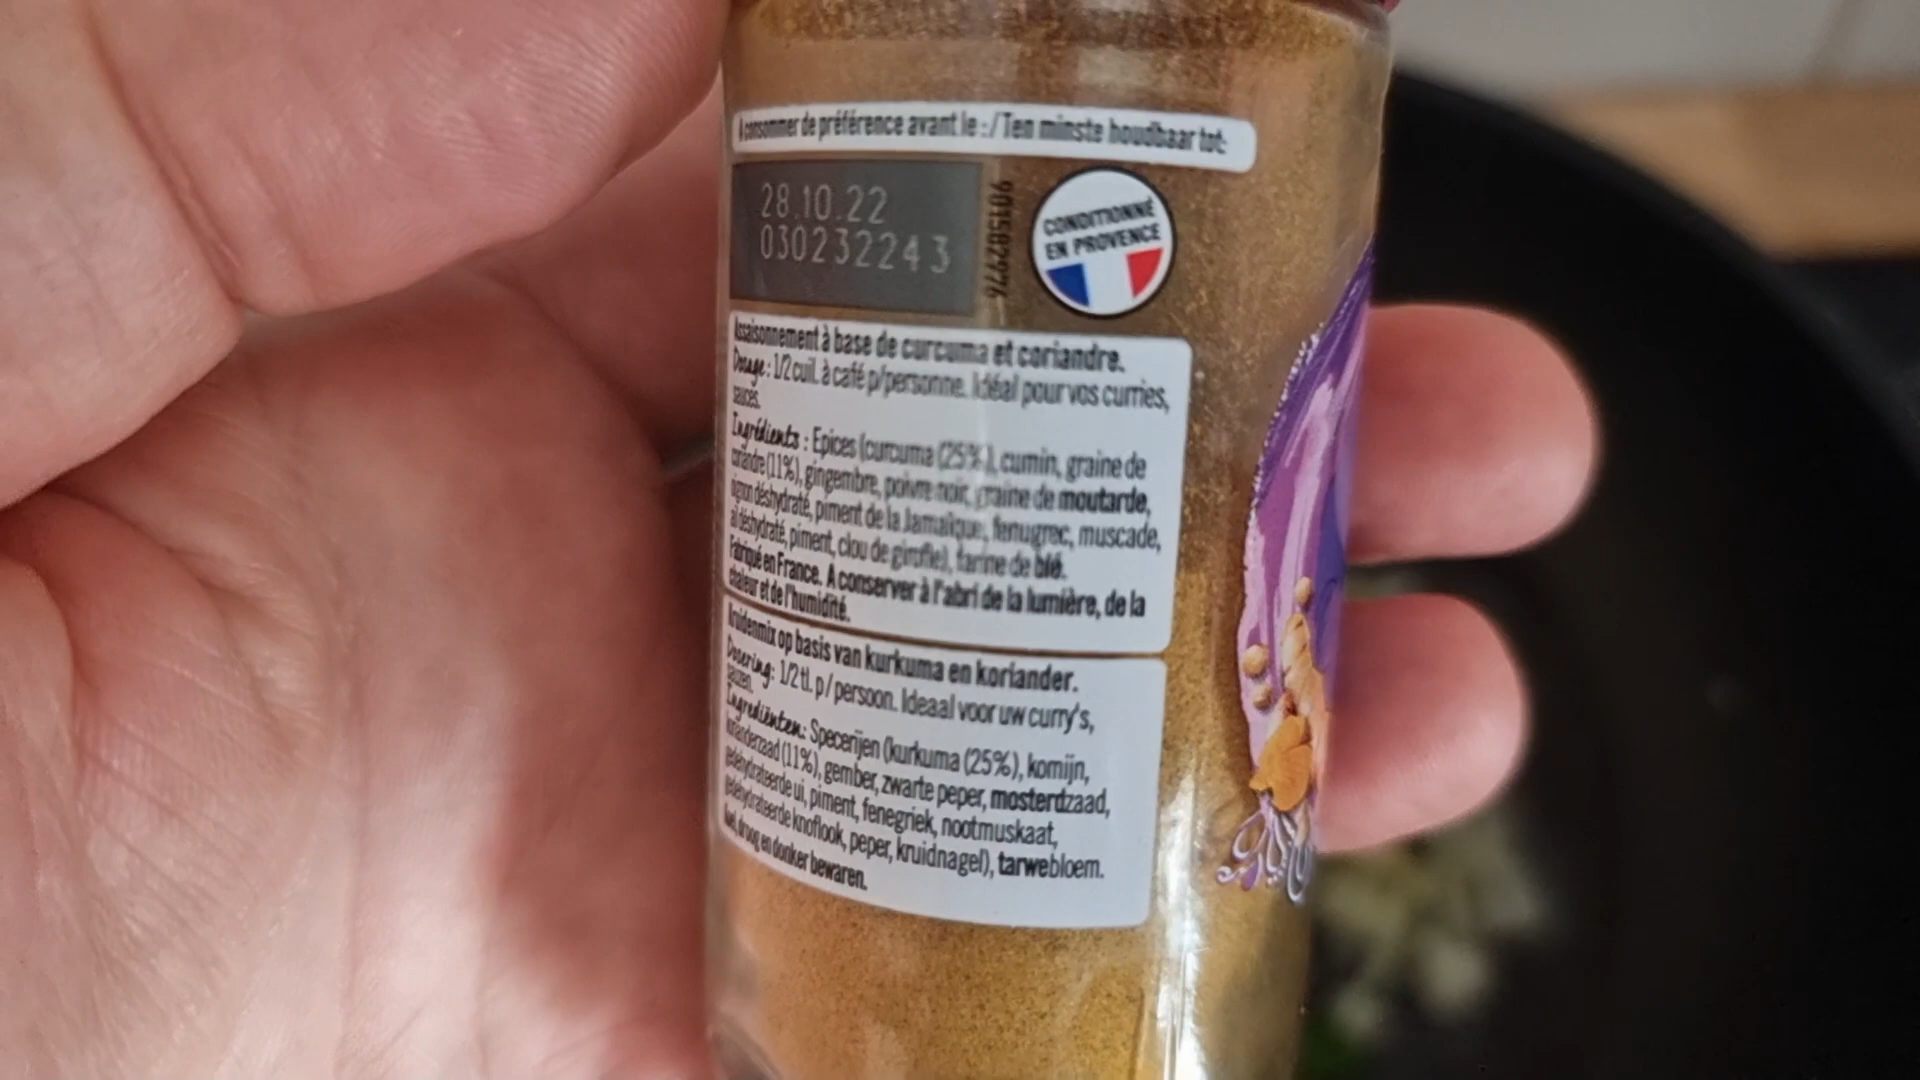 A consommer de préférence avant le :/Ten minste houdbaar tot:
28.10.22
030232243
901582976
CONDITIONNÉ
EN PROVENCE
Assaisonnement à base de curcuma et coriandre.
Dosage : 1/2 cuil. à café p/personne. Idéal pour vos curries,
sauces.
Ingrédients : Epices (curcuma (25%), cumin, graine de
coriandre (11%), gingembre, poivre noir, graine de moutarde,
oignon déshydraté, piment de la Jamaïque, fenugrec, muscade,
ail déshydraté, piment, clou de girofle), farine de blé.
Fabriqué en France. A conserver à l'abri de la lumière, de la
chaleur et de l'humidité.
Kruidenmix op basis van kurkuma en koriander.
Dosering: 1/2 tl. p/persoon. Ideaal voor uw curry's,
sauzen.
Ingrediënten: Specerijen (kurkuma (25%), komijn,
korianderzaad (11%), gember, zwarte peper, mosterdzaad,
gedehydrateerde ui, piment, fenegriek, nootmuskaat,
gedehydrateerde knoflook, peper, kruidnagel), tarwebloem.
Koel, droog en donker bewaren.